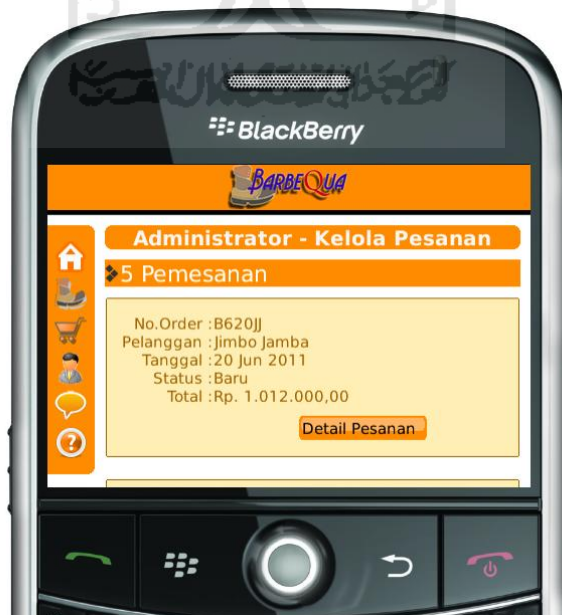 BlackBerry
BARBEQUA
Administrator - Kelola Pesanan
5 Pemesanan
No.Order :B620JJ
Pelanggan :Jimbo Jamba
Tanggal :20 Jun 2011
Status :Baru
Total :Rp. 1.012.000,00
Detail Pesanan
?